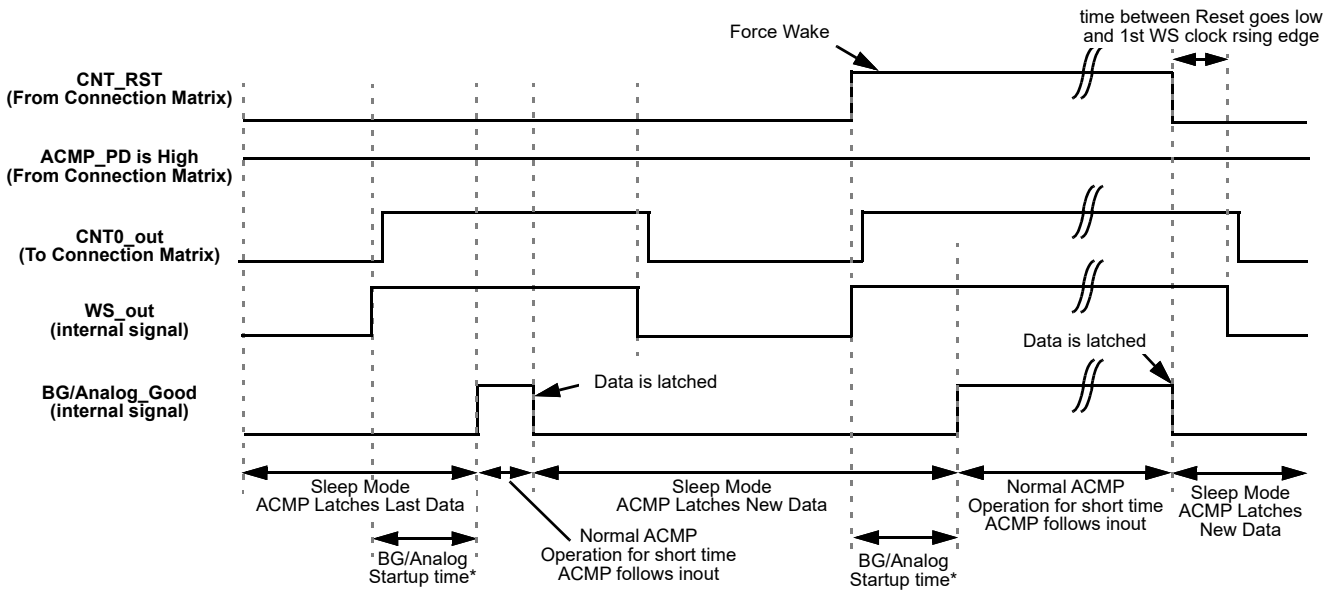 time between Reset goes low
and 1st WS clock rsing edge
Force Wake
CNT_RST
(From Connection Matrix)
ACMP_PD is High
(From Connection Matrix)
CNT0_out
(To Connection Matrix)
WS_out
(internal signal)
Data is latched
BG/Analog_Good
(internal signal)
Data is latched
Sleep Mode
ACMP Latches Last Data
Sleep Mode
ACMP Latches New Data
Normal ACMP
Operation for short time
ACMP follows inout
Sleep Mode
ACMP Latches
New Data
BG/Analog
Startup time*
Normal ACMP
Operation for short time
ACMP follows inout
BG/Analog
Startup time*